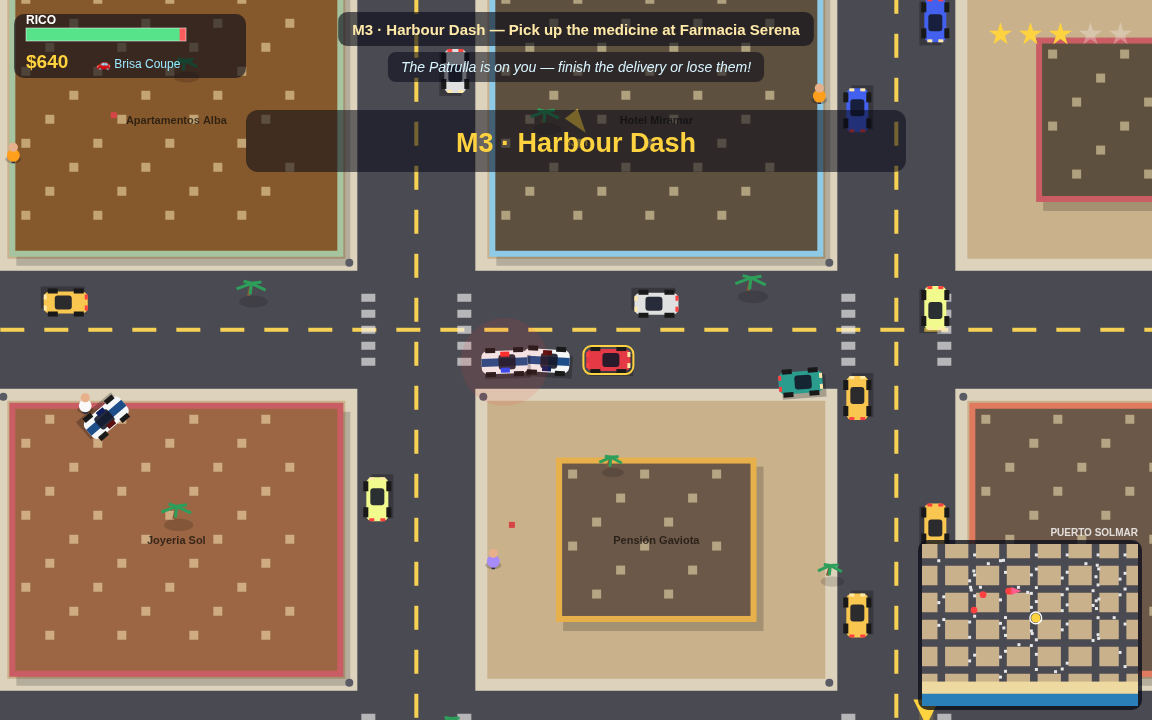 RICO
$640
Brisa Coupe
M3 · Harbour Dash — Pick up the medicine at Farmacia Serena
The Patrulla is on you — finish the delivery or lose them!
Apartamentos Alba
Hotel Miramar
M3 · Harbour Dash
Joyería Sol
Pensión Gaviota
PUERTO SOLMAR